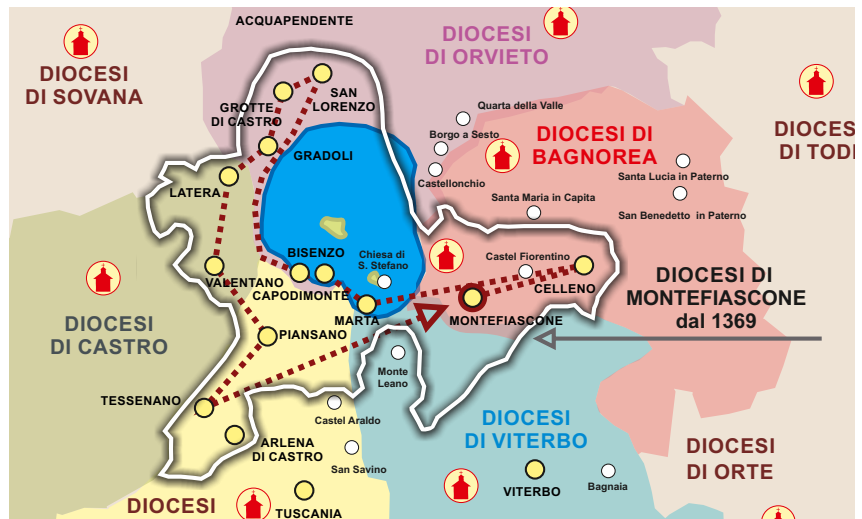 ACQUAPENDENTE
DIOCESI
DI ORVIETO
DIOCESI
DI SOVANA
SAN
LORENZO
GROTTE
DI CASTRO
Quarta della Valle
Borgo a Sesto
DIOCESI DI
BAGNOREA
DIOCES
DI TODI
GRADOLI
Castellonchio
Santa Lucia in Paterno
LATERA
Santa Maria in Capita
San Benedetto in Paterno
BISENZO
Chiesa di
S. Stefano
Castel Fiorentino
VALENTANO
CAPODIMONTE
CELLENO
DIOCESI DI
MONTEFIASCONE
dal 1369
MARTA
MONTEFIASCONE
DIOCESI
DI CASTRO
PIANSANO
Monte
Leano
TESSENANO
Castel Araldo
DIOCESI
DI VITERBO
ARLENA
DI CASTRO
San Savino
DIOCESI
DI ORTE
VITERBO
Bagnaia
DIOCESI
TUSCANIA